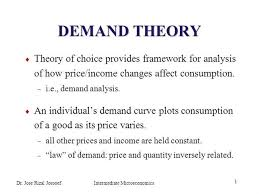 DEMAND THEORY
♦ Theory of choice provides framework for analysis
of how price/income changes affect consumption.
– i.e., demand analysis.
♦ An individual’s demand curve plots consumption
of a good as its price varies.
– all other prices and income are held constant.
– “law” of demand: price and quantity inversely related.
Dr. Jose Rizal Joesoef Intermediate Microeconomics 1